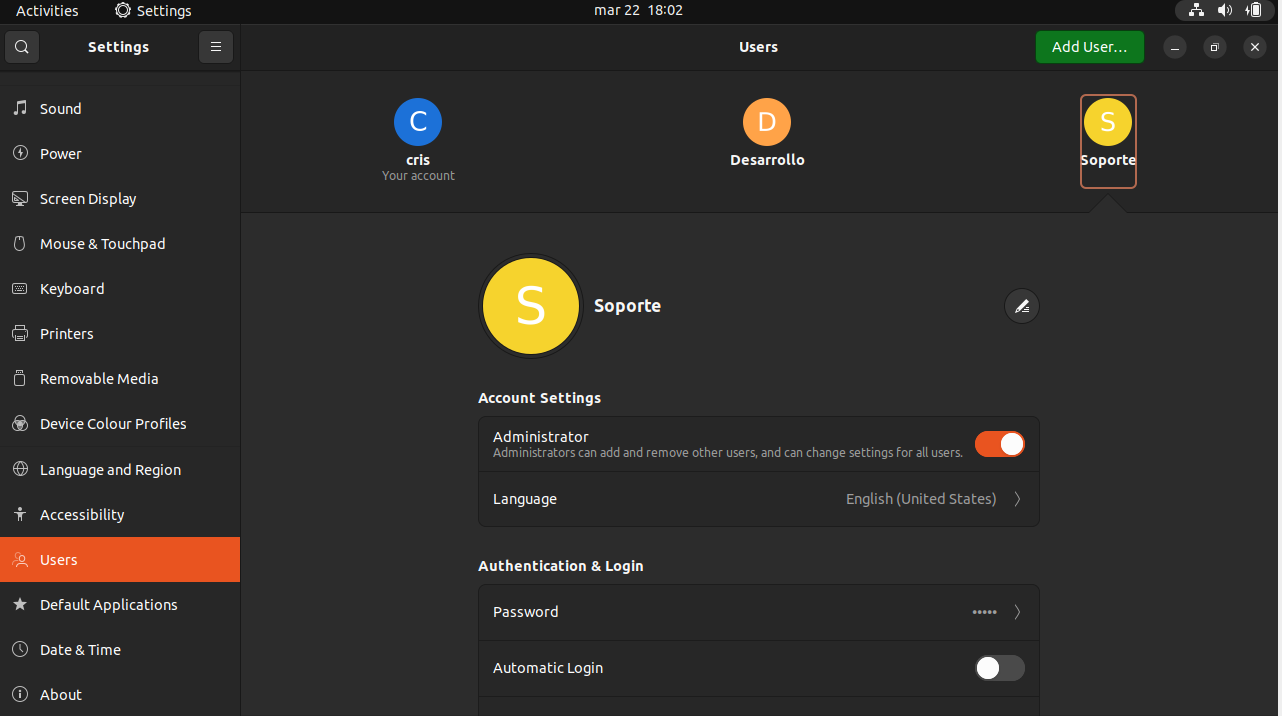 Activities Settings mar 22 18:02
Settings Users Add User...
C D S
cris Desarrollo Soporte
Your account
Sound
Power
Screen Display
Mouse & Touchpad
Keyboard
Printers
Removable Media
Device Colour Profiles
Language and Region
Accessibility
Users
Default Applications
Date & Time
About
S Soporte
Account Settings
Administrator
Administrators can add and remove other users, and can change settings for all users.
Language English (United States)
Authentication & Login
Password •••••
Automatic Login